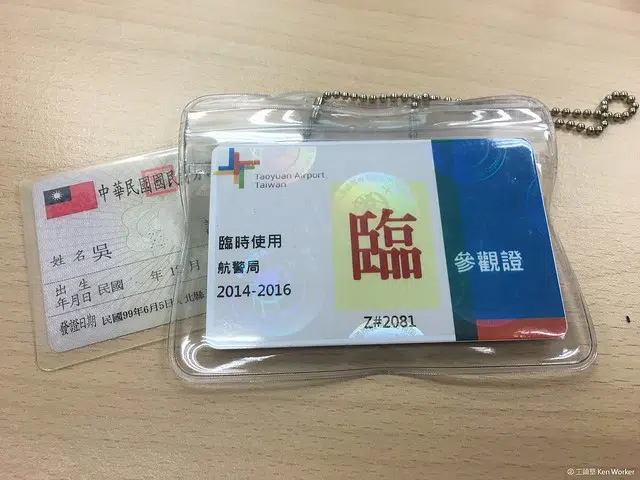 中華民國國民
姓名 吳
出生
年月日 民國 年 1 月
發證日期 民國99年6月5日
Taoyuan Airport
Taiwan
臨時使用
航警局
2014-2016
臨
Z#2081
參觀證
工頭堅 Ken Worker